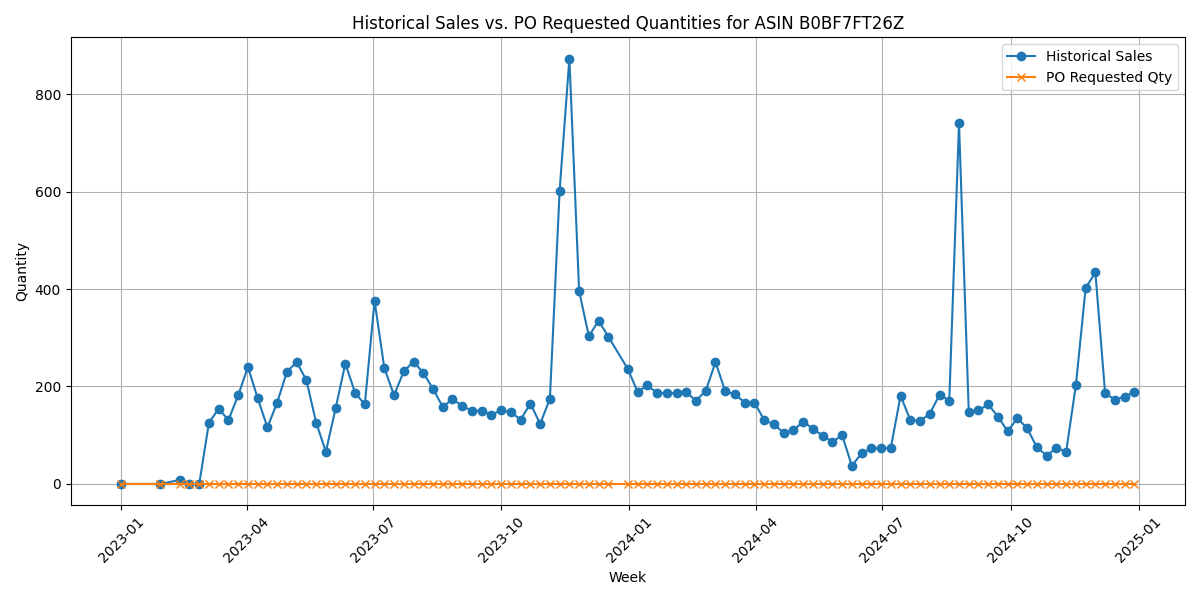 Historical Sales vs. PO Requested Quantities for ASIN B0BF7FT26Z
Historical Sales
PO Requested Qty
Quantity
800
600
400
200
0
2023-01
2023-04
2023-07
2023-10
2024-01
2024-04
2024-07
2024-10
2025-01
Week